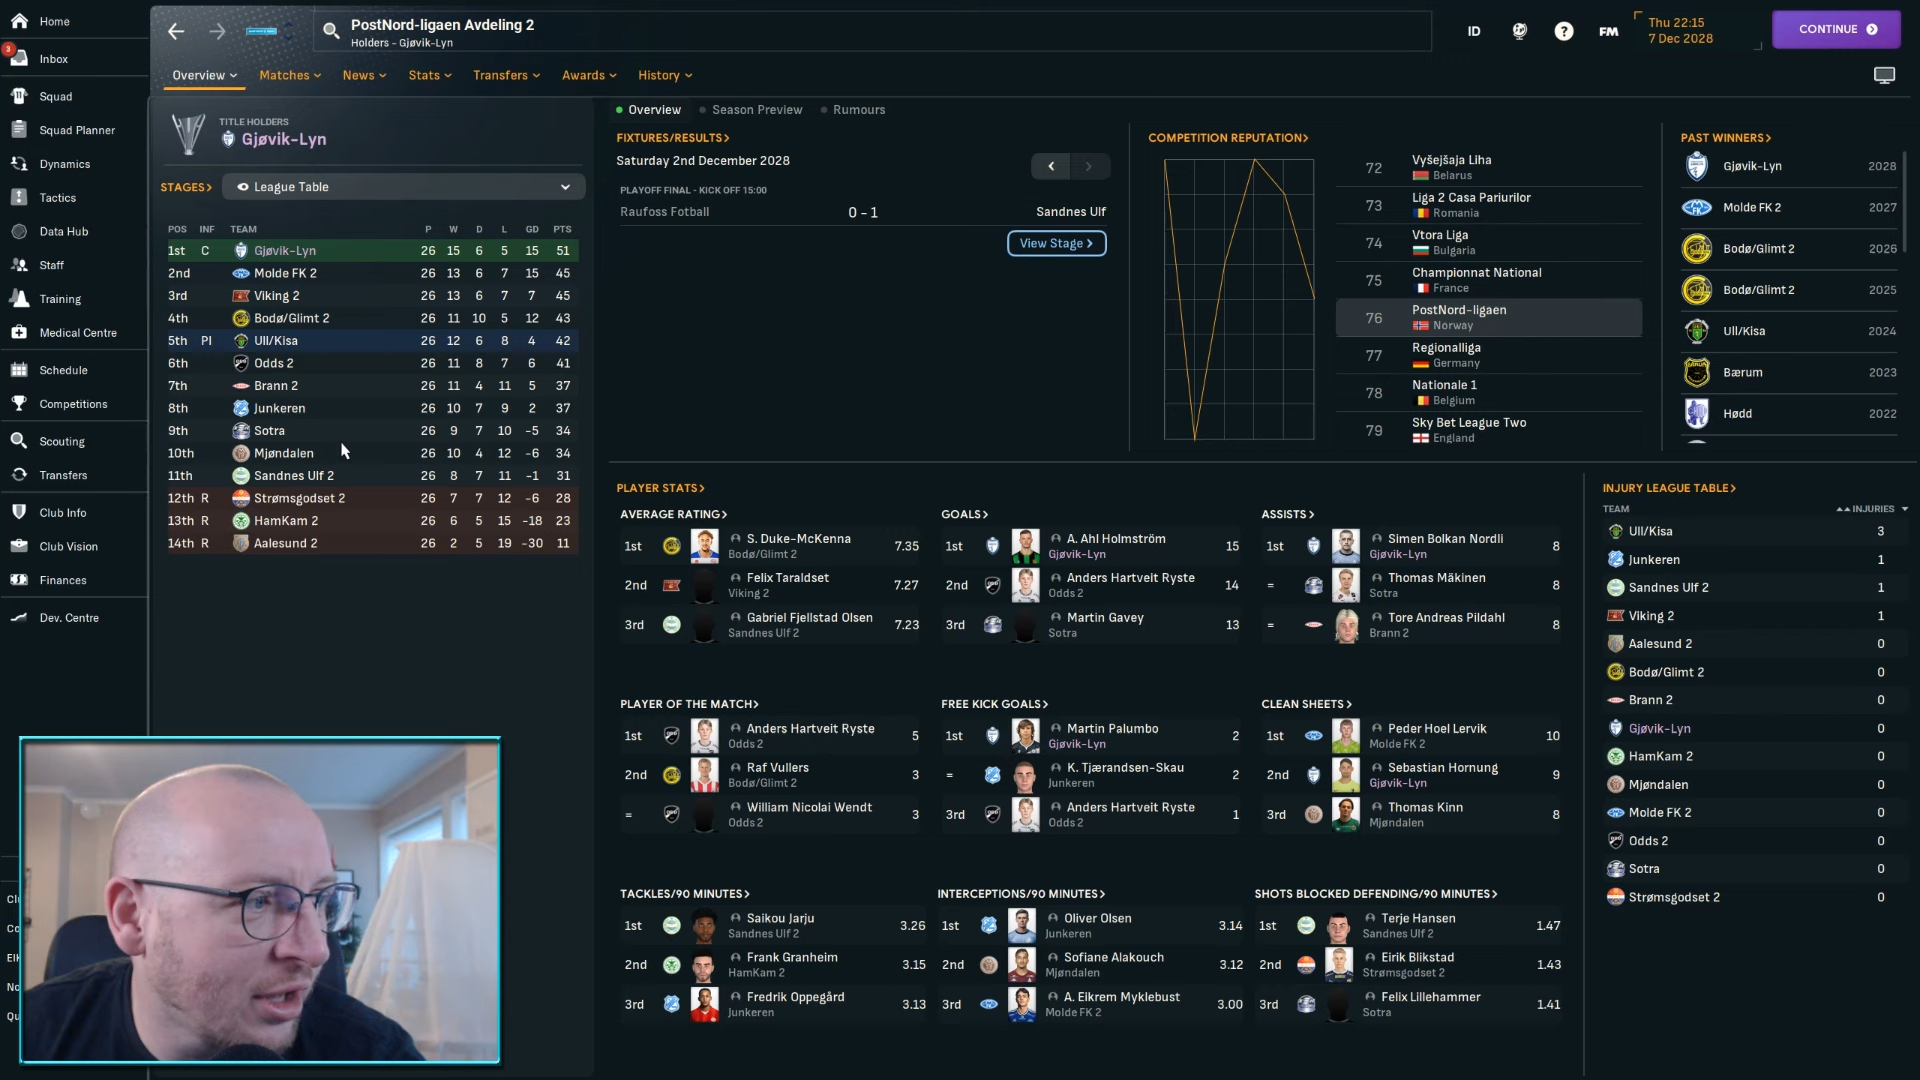 Home
3
Inbox
Squad
Squad Planner
Dynamics
Tactics
Data Hub
Staff
Training
Medical Centre
Schedule
Competitions
Scouting
Transfers
Club Info
Club Vision
Finances
Dev. Centre
PostNord-ligaen Avdeling 2
Holders - Gjøvik-Lyn
ID
?
FM
Thu 22:15
7 Dec 2028
CONTINUE
Overview Matches News Stats Transfers Awards History
TITLE HOLDERS
Gjøvik-Lyn
STAGES> League Table
POS INF TEAM P W D L GD PTS
1st C Gjøvik-Lyn 26 15 6 5 15 51
2nd Molde FK 2 26 13 6 7 15 45
3rd Viking 2 26 13 6 7 7 45
4th Bodø/Glimt 2 26 11 10 5 12 43
5th Pl Ull/Kisa 26 12 6 8 4 42
6th Odds 2 26 11 8 7 6 41
7th Brann 2 26 11 4 11 5 37
8th Junkeren 26 10 7 9 2 37
9th Sotra 26 9 7 10 -5 34
10th Mjøndalen 26 10 4 12 -6 34
11th Sandnes Ulf 2 26 8 7 11 -1 31
12th R Strømsgodset 2 26 7 7 12 -6 28
13th R HamKam 2 26 6 5 15 -18 23
14th R Aalesund 2 26 2 5 19 -30 11
Overview Season Preview Rumours
FIXTURES/RESULTS>
Saturday 2nd December 2028
PLAYOFF FINAL - KICK OFF 15:00
Raufoss Fotball 0 - 1 Sandnes Ulf
View Stage >
COMPETITION REPUTATION>
72 Vyšejšaja Liha
Belarus
73 Liga 2 Casa Pariurilor
Romania
74 Vtora Liga
Bulgaria
75 Championnat National
France
76 PostNord-ligaen
Norway
77 Regionalliga
Germany
78 Nationale 1
Belgium
79 Sky Bet League Two
England
PAST WINNERS>
Gjøvik-Lyn 2028
Molde FK 2 2027
Bodø/Glimt 2 2026
Bodø/Glimt 2 2025
Ull/Kisa 2024
Bærum 2023
Hødd 2022
PLAYER STATS>
AVERAGE RATING>
1st S. Duke-McKenna 7.35
Bodø/Glimt 2
2nd Felix Taraldset 7.27
Viking 2
3rd Gabriel Fjellstad Olsen 7.23
Sandnes Ulf 2
GOALS>
1st A. Ahl Holmström 15
Gjøvik-Lyn
2nd Anders Hartveit Ryste 14
Odds 2
3rd Martin Gavey 13
Sotra
ASSISTS>
1st Simen Bolkan Nordli 8
Gjøvik-Lyn
= Thomas Mäkinen 8
Sotra
= Tore Andreas Pildahl 8
Brann 2
PLAYER OF THE MATCH>
1st Anders Hartveit Ryste 5
Odds 2
2nd Raf Vullers 3
Bodø/Glimt 2
= William Nicolai Wendt 3
Odds 2
FREE KICK GOALS>
1st Martin Palumbo 2
Gjøvik-Lyn
= K. Tjærandsen-Skau 2
Junkeren
3rd Anders Hartveit Ryste 1
Odds 2
CLEAN SHEETS>
1st Peder Hoel Lervik 10
Molde FK 2
2nd Sebastian Hornung 9
Gjøvik-Lyn
3rd Thomas Kinn 8
Mjøndalen
TACKLES/90 MINUTES>
1st Saikou Jarju 3.26
Sandnes Ulf 2
2nd Frank Granheim 3.15
HamKam 2
3rd Fredrik Oppegård 3.13
Junkeren
INTERCEPTIONS/90 MINUTES>
1st Oliver Olsen 3.14
Junkeren
2nd Sofiane Alakouch 3.12
Mjøndalen
3rd A. Eikrem Myklebust 3.00
Molde FK 2
SHOTS BLOCKED DEFENDING/90 MINUTES>
1st Terje Hansen 1.47
Sandnes Ulf 2
2nd Eirik Blikstad 1.43
Strømsgodset 2
3rd Felix Lillehammer 1.41
Sotra
INJURY LEAGUE TABLE>
TEAM INJURIES
Ull/Kisa 3
Junkeren 1
Sandnes Ulf 2 1
Viking 2 1
Aalesund 2 0
Bodø/Glimt 2 0
Brann 2 0
Gjøvik-Lyn 0
HamKam 2 0
Mjøndalen 0
Molde FK 2 0
Odds 2 0
Sotra 0
Strømsgodset 2 0